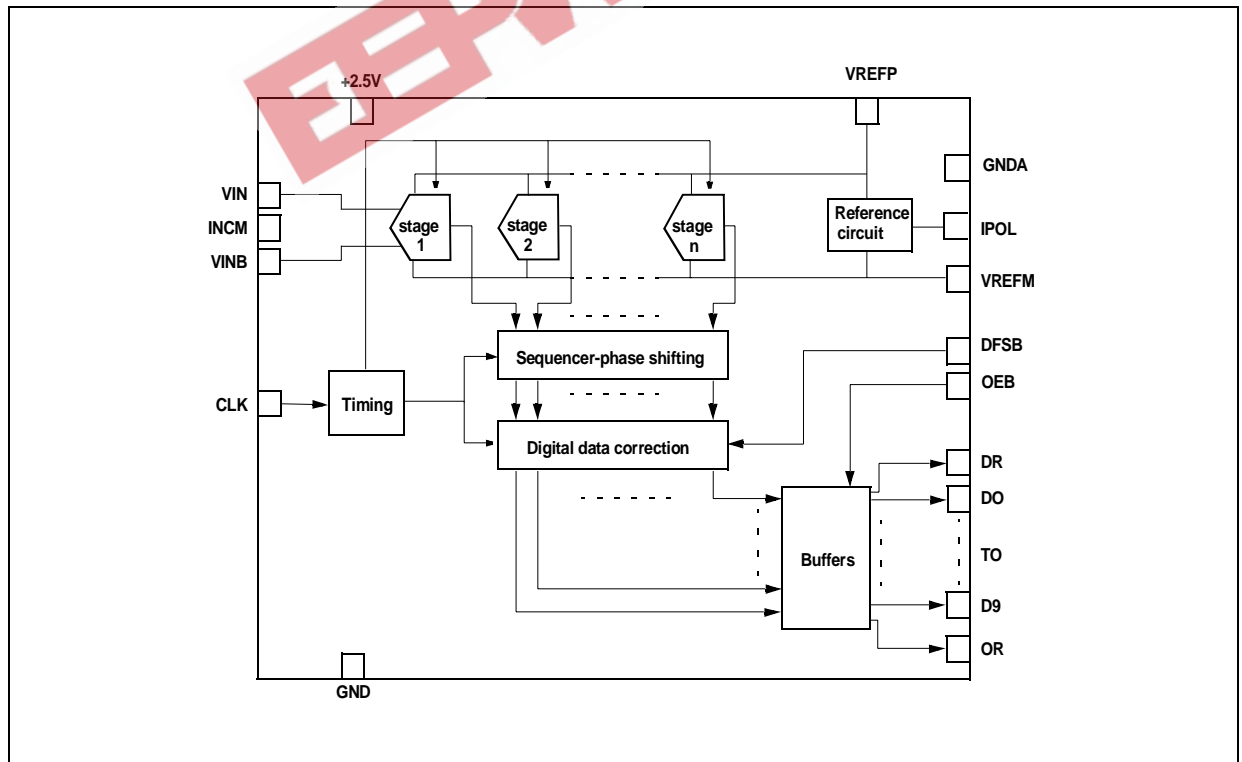 +2.5V
VREFP
GNDA
VIN
stage
1
stage
2
stage
n
Reference
circuit
INCM
IPOL
VINB
VREFM
Sequencer-phase shifting
DFSB
OEB
CLK
Timing
Digital data correction
DR
DO
Buffers
TO
D9
OR
GND